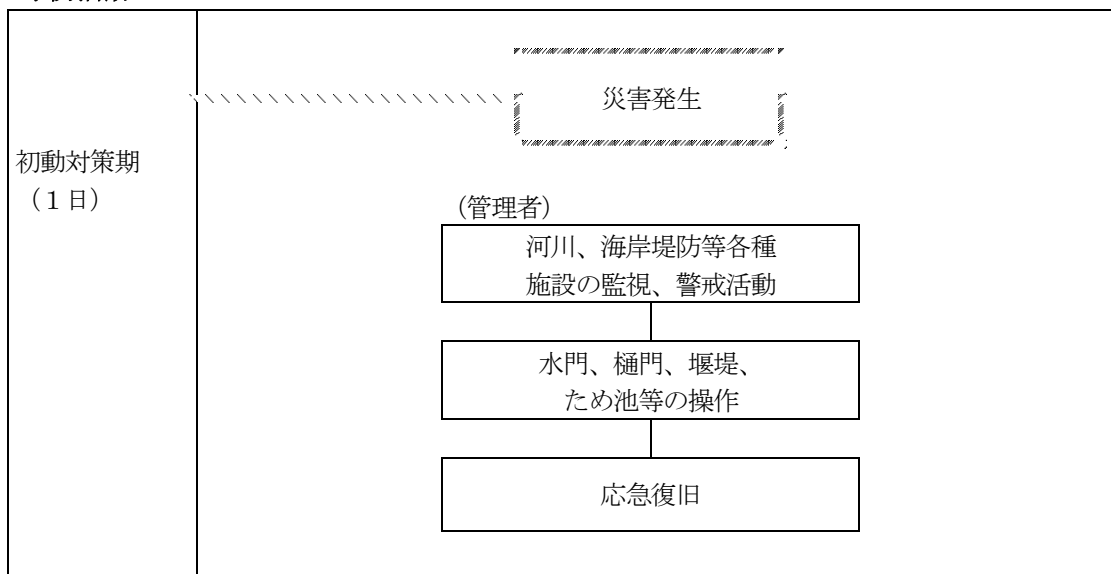 災害発生
初動対策期
（１日）
（管理者）
河川、海岸堤防等各種
施設の監視、警戒活動
水門、樋門、堰堤、
ため池等の操作
応急復旧